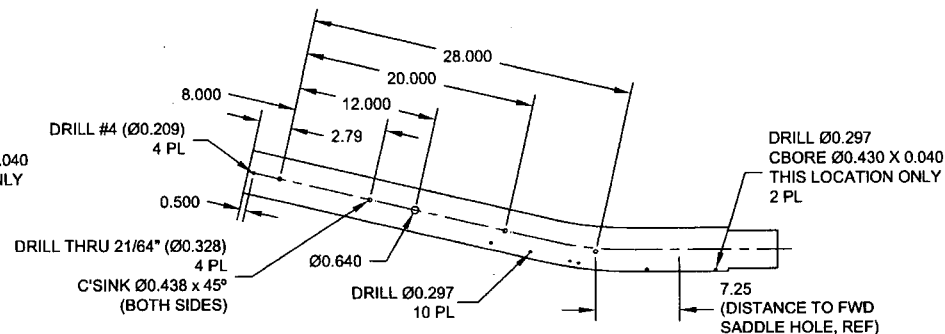 28.000
20.000
8.000
12.000
DRILL #4 (Ø0.209)
4 PL
2.79
.040
NLY
DRILL Ø0.297
CBORE Ø0.430 X 0.040
THIS LOCATION ONLY
2 PL
0.500
DRILL THRU 21/64" (Ø0.328)
4 PL
C'SINK Ø0.438 x 45º
(BOTH SIDES)
Ø0.640
DRILL Ø0.297
10 PL
7.25
(DISTANCE TO FWD
SADDLE HOLE, REF)